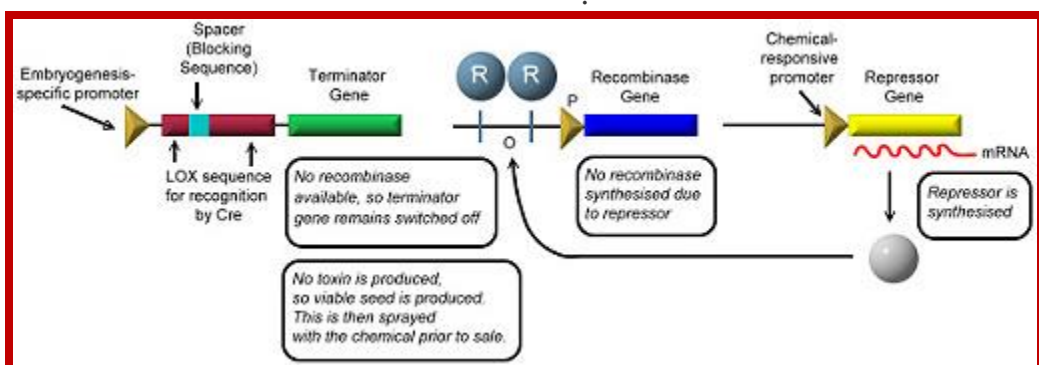 Spacer
(Blocking
Sequence)
Embryogenesis-
specific promoter
Terminator
Gene
LOX sequence
for recognition
by Cre
No recombinase
available, so terminator
gene remains switched off
No toxin is produced,
so viable seed is produced.
This is then sprayed
with the chemical prior to sale.
R R
P
O
Recombinase
Gene
No recombinase
synthesised due
to repressor
Chemical-
responsive
promoter
Repressor
Gene
mRNA
Repressor is
synthesised